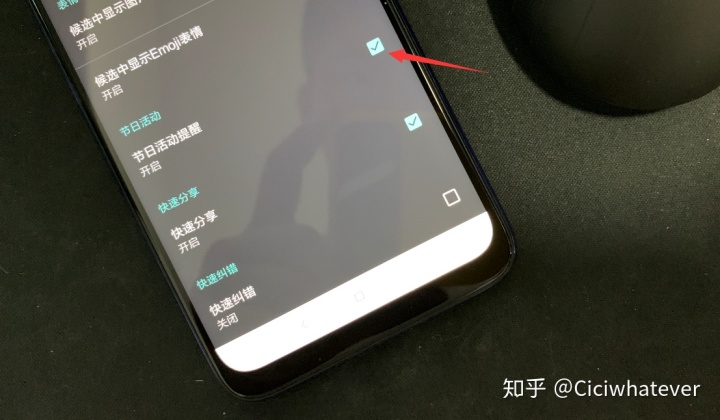 表情
候选中显示图片
开启
候选中显示Emoji表情
开启
节日活动
节日活动提醒
开启
快速分享
快速分享
开启
快速纠错
快速纠错
关闭
知乎 @Ciciwhatever